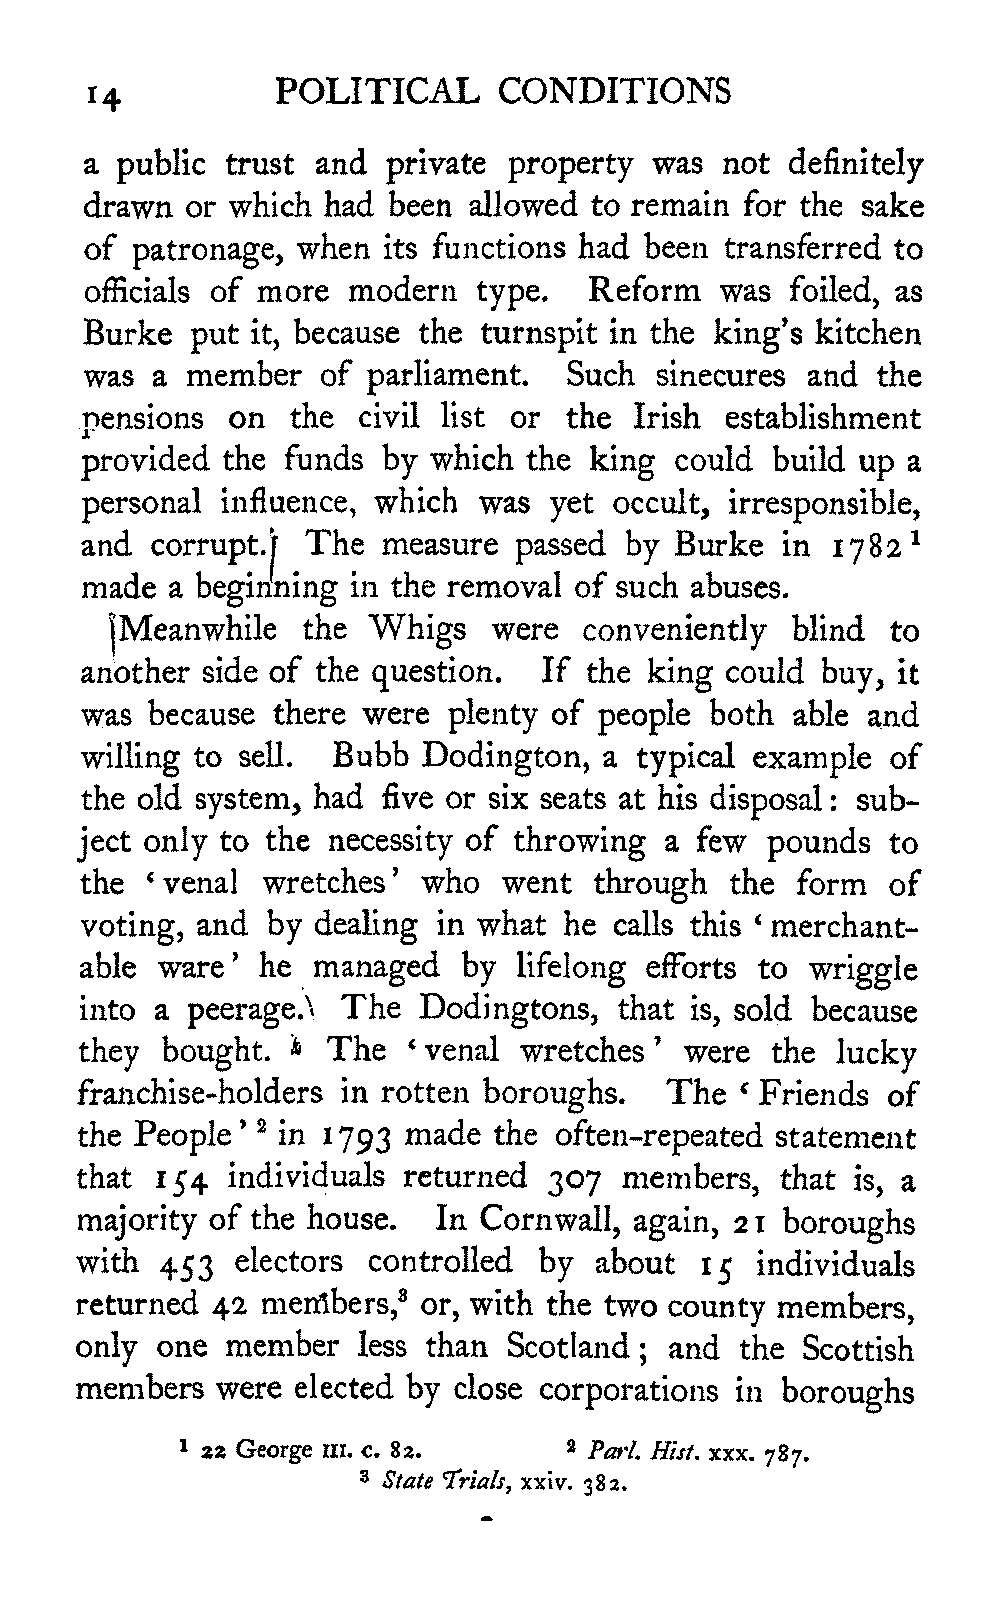 14 POLITICAL CONDITIONS
a public trust and private property was not definitely
drawn or which had been allowed to remain for the sake
of patronage, when its functions had been transferred to
officials of more modern type. Reform was foiled, as
Burke put it, because the turnspit in the king's kitchen
was a member of parliament. Such sinecures and the
pensions on the civil list or the Irish establishment
provided the funds by which the king could build up a
personal influence, which was yet occult, irresponsible,
and corrupt. The measure passed by Burke in 1782 ¹
made a beginning in the removal of such abuses.
Meanwhile the Whigs were conveniently blind to
another side of the question. If the king could buy, it
was because there were plenty of people both able and
willing to sell. Bubb Dodington, a typical example of
the old system, had five or six seats at his disposal : sub-
ject only to the necessity of throwing a few pounds to
the ‘ venal wretches ’ who went through the form of
voting, and by dealing in what he calls this ‘ merchant-
able ware ’ he managed by lifelong efforts to wriggle
into a peerage. The Dodingtons, that is, sold because
they bought. The ‘ venal wretches ’ were the lucky
franchise-holders in rotten boroughs. The ‘ Friends of
the People ’ ² in 1793 made the often-repeated statement
that 154 individuals returned 307 members, that is, a
majority of the house. In Cornwall, again, 21 boroughs
with 453 electors controlled by about 15 individuals
returned 42 members,³ or, with the two county members,
only one member less than Scotland ; and the Scottish
members were elected by close corporations in boroughs
¹ 22 George III. c. 82. ² Parl. Hist. xxx. 787.
³ State Trials, xxiv. 382.